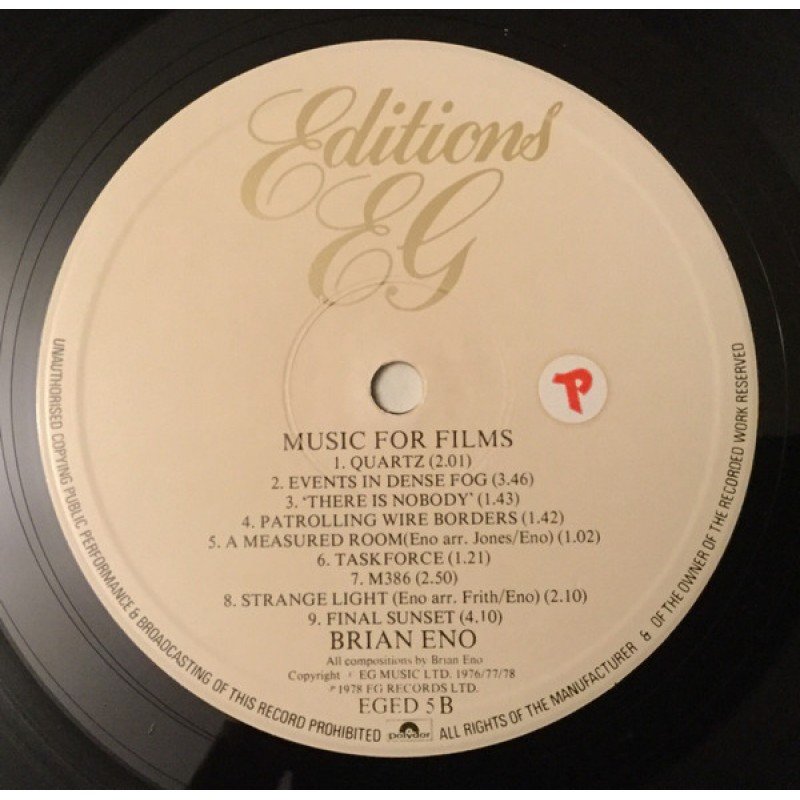 Editions
EG
P
MUSIC FOR FILMS
1. QUARTZ (2.01)
2. EVENTS IN DENSE FOG (3.46)
3. ‘THERE IS NOBODY’ (1.43)
4. PATROLLING WIRE BORDERS (1.42)
5. A MEASURED ROOM(Eno arr. Jones/Eno) (1.02)
6. TASKFORCE (1.21)
7. M386 (2.50)
8. STRANGE LIGHT (Eno arr. Frith/Eno) (2.10)
9. FINAL SUNSET (4.10)
BRIAN ENO
All compositions by Brian Eno
Copyright EG MUSIC LTD. 1976/77/78
℗ 1978 EG RECORDS LTD.
EGED 5 B
polydor
UNAUTHORISED COPYING PUBLIC PERFORMANCE & BROADCASTING OF THIS RECORD PROHIBITED ALL RIGHTS OF THE MANUFACTURER & OF THE OWNER OF THE RECORDED WORK RESERVED